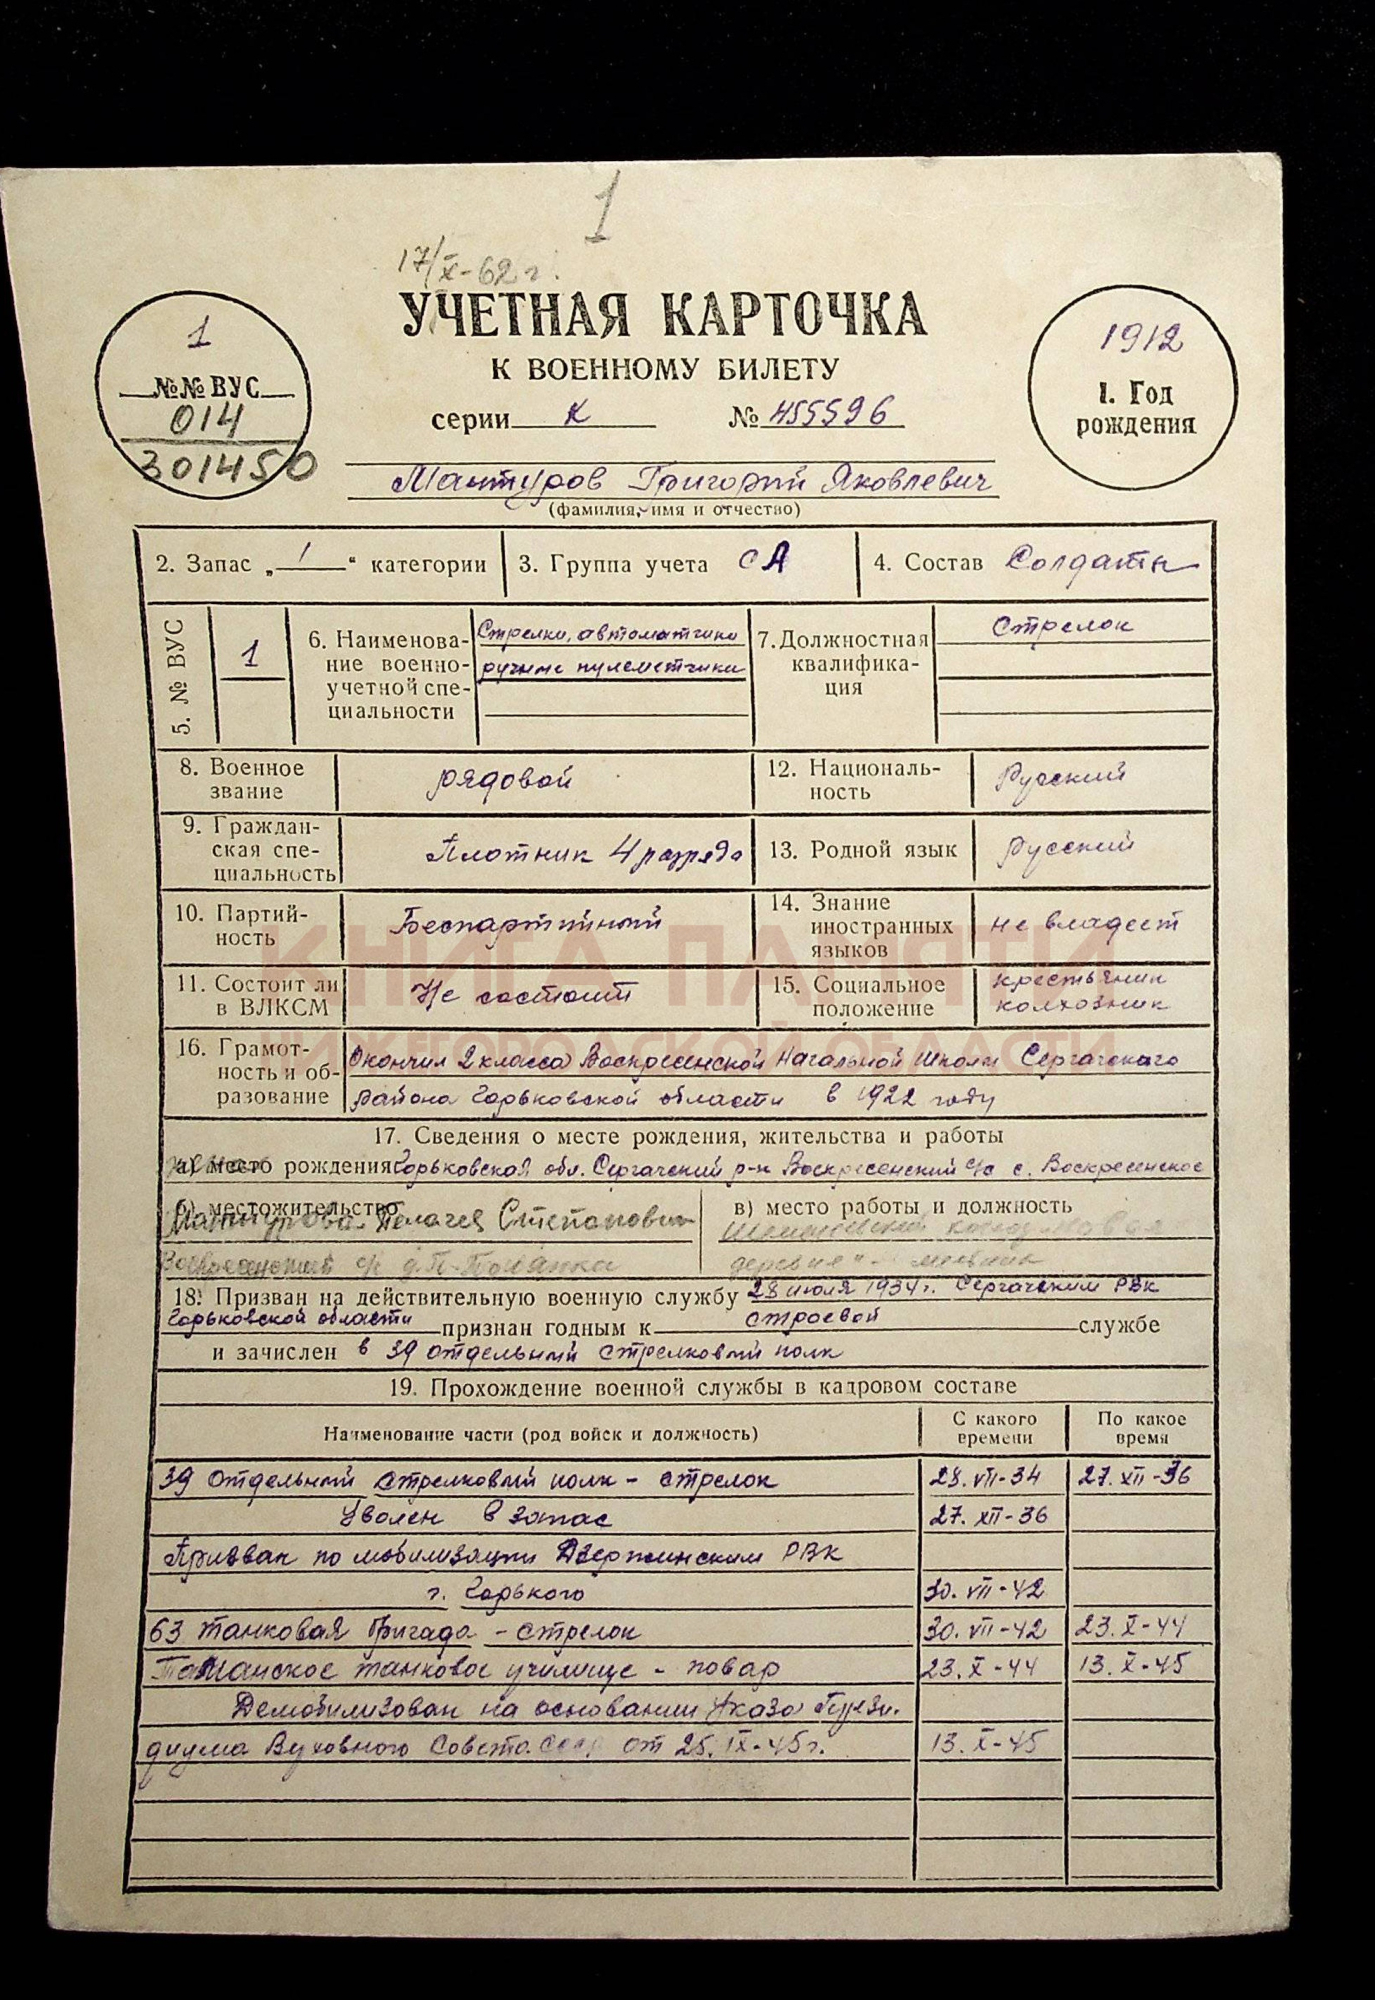 1
17/X-62 г.
УЧЕТНАЯ КАРТОЧКА
К ВОЕННОМУ БИЛЕТУ
серии К № 455596
1
№№ ВУС
014
301450
1912
1. Год
рождения
Мантуров Григорий Яковлевич
(фамилия, имя и отчество)
2. Запас „1“ категории
3. Группа учета СА
4. Состав Солдаты
5. № ВУС
1
6. Наименова-
ние военно-
учетной спе-
циальности
Стрелки, автоматчики
ручные пулеметчики
7. Должностная
квалифика-
ция
Стрелок
8. Военное
звание
рядовой
12. Националь-
ность
Русский
9. Граждан-
ская спе-
циальность
Плотник 4 разряда
13. Родной язык
Русский
10. Партий-
ность
Беспартийный
14. Знание
иностранных
языков
не владеет
11. Состоит ли
в ВЛКСМ
Не состоит
15. Социальное
положение
крестьянин
колхозник
КНИГА ПАМЯТИ
НИЖЕГОРОДСКОЙ ОБЛАСТИ
16. Грамот-
ность и об-
разование
Окончил 2 класса Воскресенской Начальной школы Сергачского
района Горьковской области в 1922 году
17. Сведения о месте рождения, жительства и работы
а) место рождения Горьковская обл. Сергачский р-н Воскресенский с/с с. Воскресенское
б) местожительство
Мантурова Пелагея Степановна
Воскресенский с/с д.
в) место работы и должность
колхоз Новая
деревня"
18. Призван на действительную военную службу 28 июля 1934 г. Сергачским РВК
Горьковской области признан годным к строевой службе
и зачислен в 39 отдельный стрелковый полк
19. Прохождение военной службы в кадровом составе
Наименование части (род войск и должность)
С какого
времени
По какое
время
39 отдельный стрелковый полк - стрелок 28. VII-34 27. XII-36
Уволен в запас 27. XII-36
Призван по мобилизации Дзержинским РВК
г. Горького 30. VII-42
63 танковая бригада - стрелок 30. VII-42 23. X-44
Таманское танковое училище - повар 23. X-44 13. X-45
Демобилизован на основании Указа Прези-
диума Верховного Совета СССР от 25. IX-45 г. 13. X-45